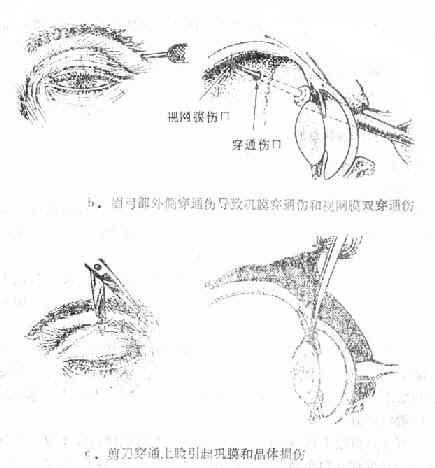 视网膜伤口
穿通伤口
b. 眉弓部外侧穿通伤导致巩膜穿通伤和视网膜双穿通伤
c. 剪刀穿通上睑引起巩膜和晶体损伤